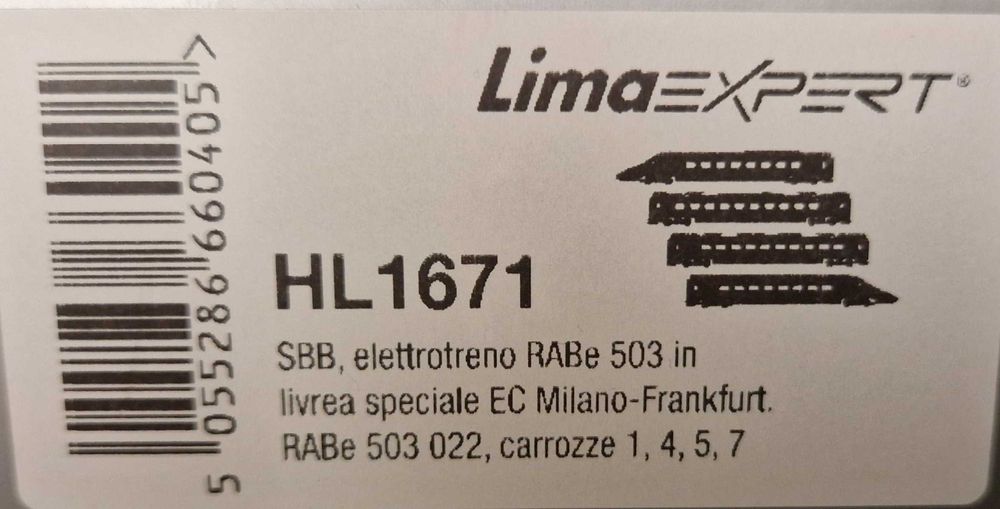 LimaEXPERT®
HL1671
SBB, elettrotreno RABe 503 in
livrea speciale EC Milano-Frankfurt.
RABe 503 022, carrozze 1, 4, 5, 7
5 055286 660405 >